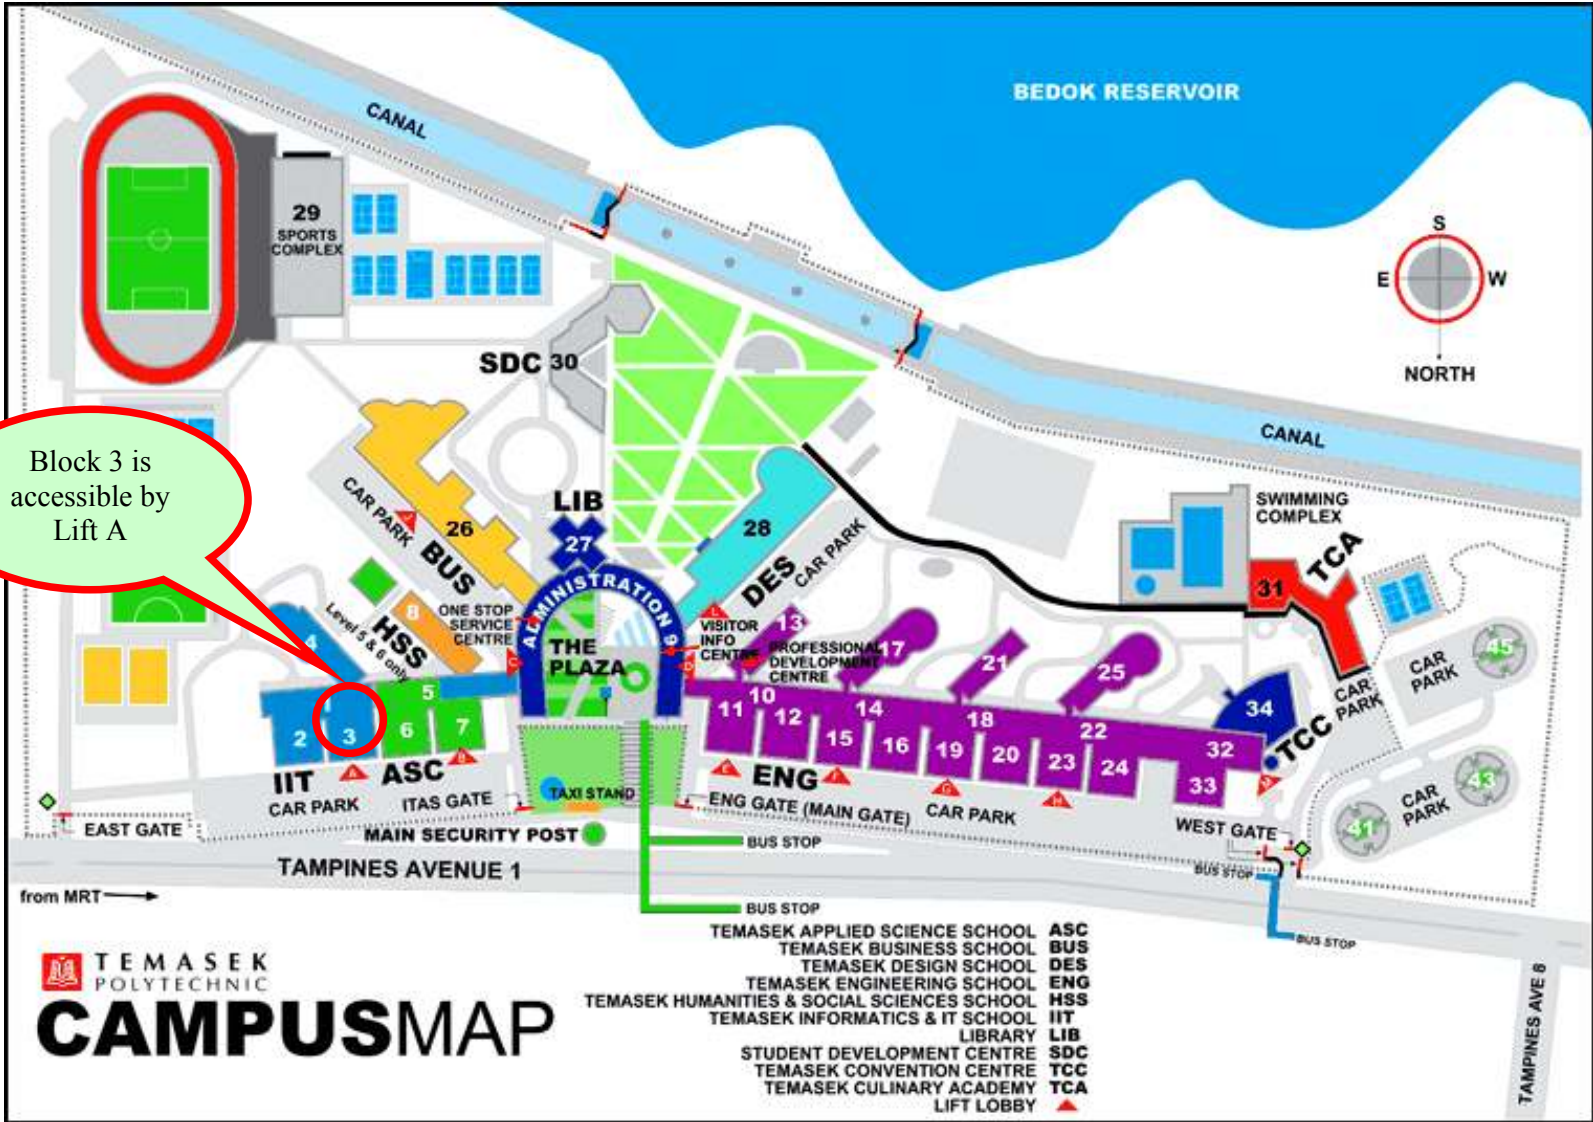 BEDOK RESERVOIR
CANAL
S
E
W
NORTH
29
SPORTS
COMPLEX
SDC 30
CANAL
Block 3 is
accessible by
Lift A
CAR PARK
J
26
BUS
LIB
27
28
DES
CAR PARK
SWIMMING
COMPLEX
31
TCA
ADMINISTRATION 9
THE
PLAZA
ONE STOP
SERVICE
CENTRE
8
HSS
Level 5 & 6 only
4
L
VISITOR
INFO
CENTRE
13
PROFESSIONAL
DEVELOPMENT
CENTRE
17
21
25
45
CAR
PARK
CAR
PARK
C
D
5
2
3
6
7
10
11
12
14
15
16
18
19
20
22
23
24
32
33
34
TCC
M
43
CAR
PARK
41
IIT
A
ASC
B
E
ENG
F
G
H
CAR PARK
ITAS GATE
TAXI STAND
ENG GATE (MAIN GATE)
CAR PARK
EAST GATE
MAIN SECURITY POST
WEST GATE
BUS STOP
BUS STOP
TAMPINES AVENUE 1
from MRT
BUS STOP
BUS STOP
TAMPINES AVE 8
TEMASEK
POLYTECHNIC
CAMPUSMAP
TEMASEK APPLIED SCIENCE SCHOOL ASC
TEMASEK BUSINESS SCHOOL BUS
TEMASEK DESIGN SCHOOL DES
TEMASEK ENGINEERING SCHOOL ENG
TEMASEK HUMANITIES & SOCIAL SCIENCES SCHOOL HSS
TEMASEK INFORMATICS & IT SCHOOL IIT
LIBRARY LIB
STUDENT DEVELOPMENT CENTRE SDC
TEMASEK CONVENTION CENTRE TCC
TEMASEK CULINARY ACADEMY TCA
LIFT LOBBY